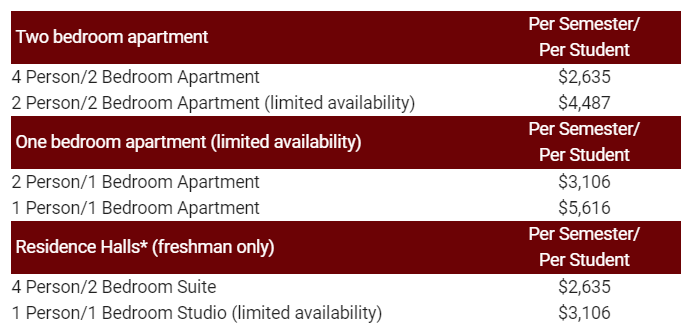 Two bedroom apartment Per Semester/
Per Student
4 Person/2 Bedroom Apartment $2,635
2 Person/2 Bedroom Apartment (limited availability) $4,487
One bedroom apartment (limited availability) Per Semester/
Per Student
2 Person/1 Bedroom Apartment $3,106
1 Person/1 Bedroom Apartment $5,616
Residence Halls* (freshman only) Per Semester/
Per Student
4 Person/2 Bedroom Suite $2,635
1 Person/1 Bedroom Studio (limited availability) $3,106